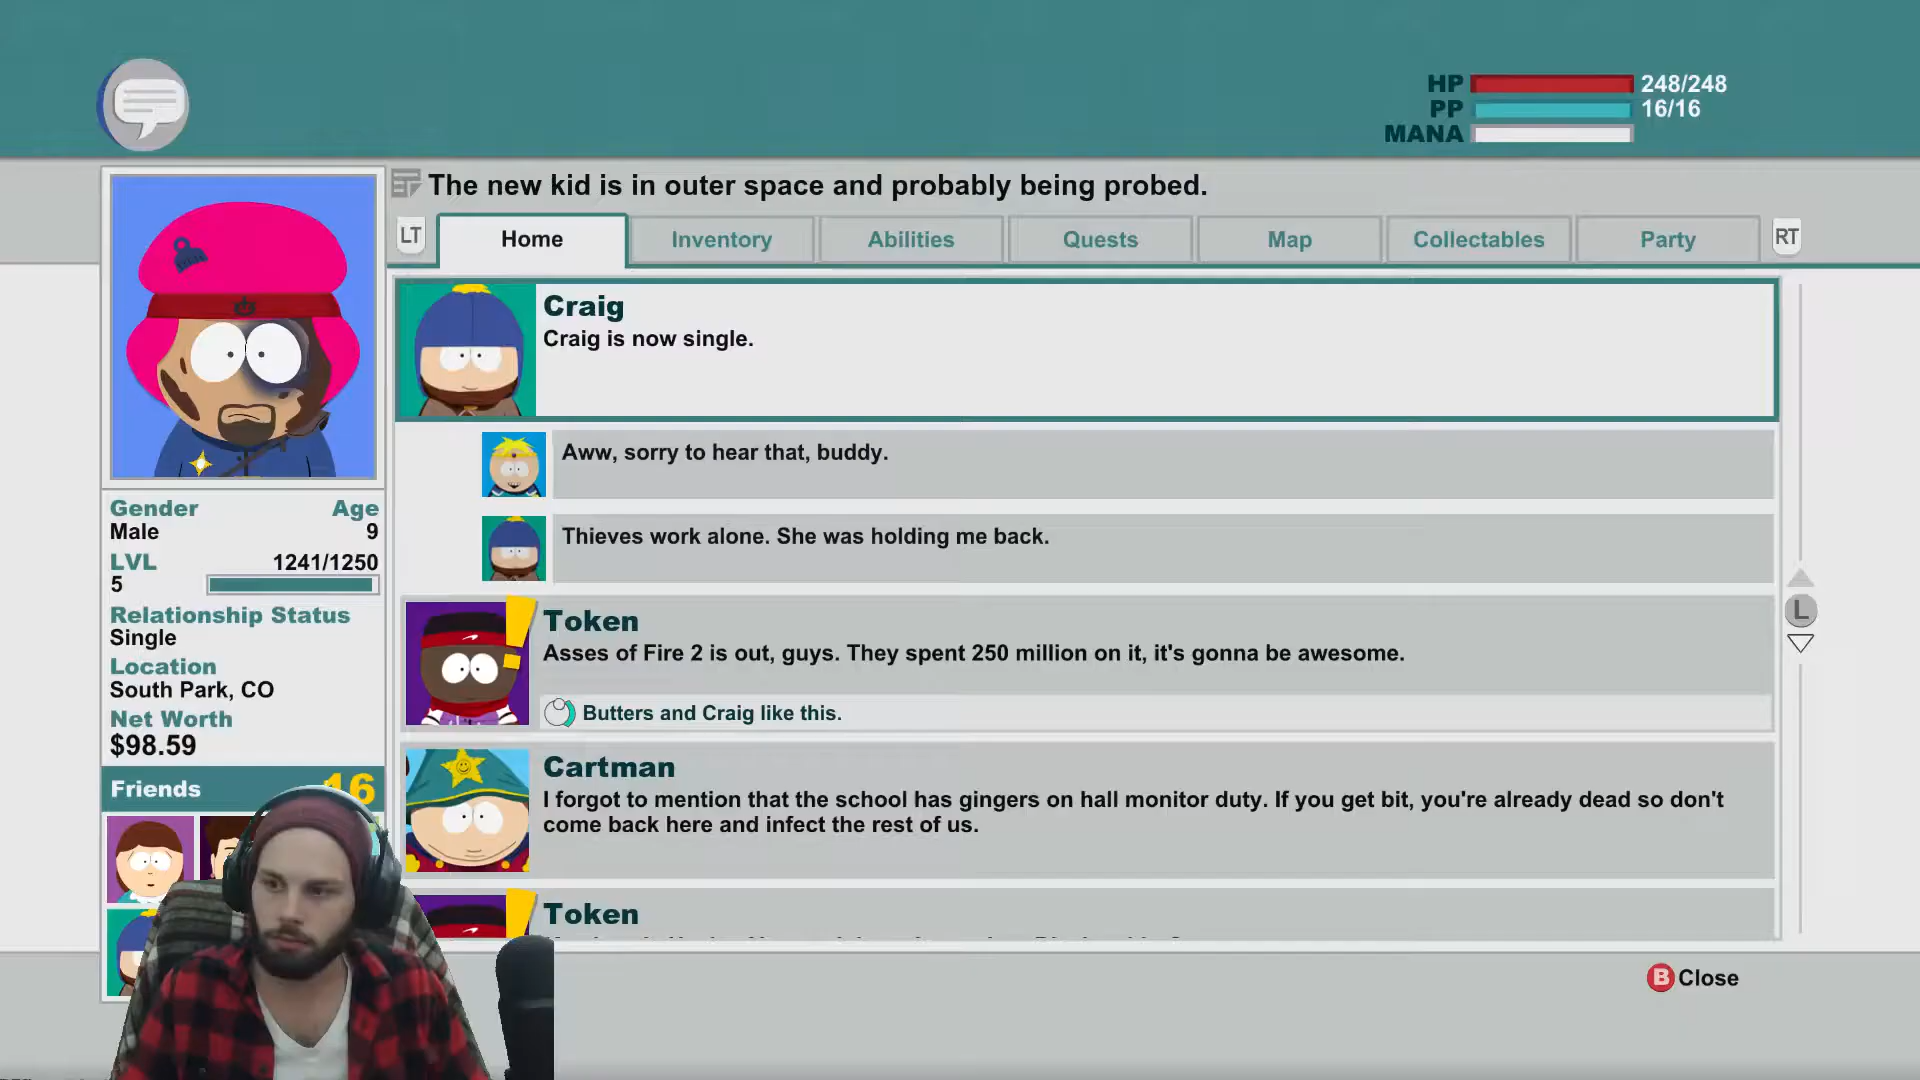 HP 248/248
PP 16/16
MANA
The new kid is in outer space and probably being probed.
LT Home Inventory Abilities Quests Map Collectables Party RT
Gender Age
Male 9
LVL 1241/1250
5
Relationship Status
Single
Location
South Park, CO
Net Worth
$98.59
Friends 16
Craig
Craig is now single.
Aww, sorry to hear that, buddy.
Thieves work alone. She was holding me back.
Token
Asses of Fire 2 is out, guys. They spent 250 million on it, it's gonna be awesome.
Butters and Craig like this.
Cartman
I forgot to mention that the school has gingers on hall monitor duty. If you get bit, you're already dead so don't
come back here and infect the rest of us.
Token
L
B Close